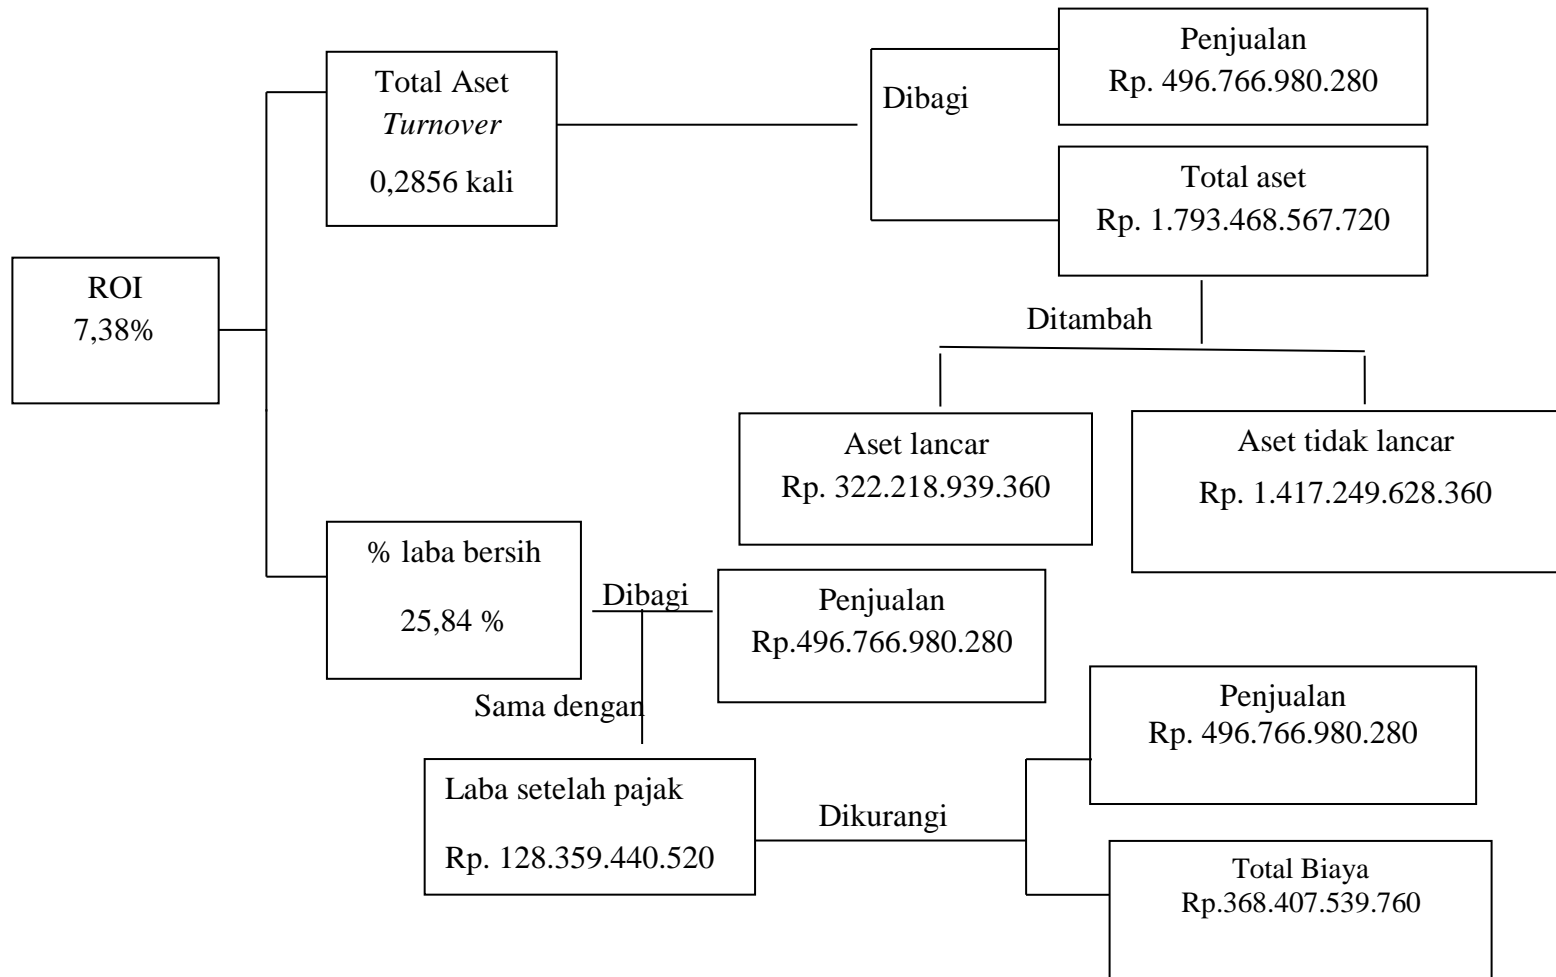 Penjualan
Rp. 496.766.980.280
Total Aset
Turnover
0,2856 kali
Dibagi
Total aset
Rp. 1.793.468.567.720
ROI
7,38%
Ditambah
Aset lancar
Rp. 322.218.939.360
Aset tidak lancar
Rp. 1.417.249.628.360
% laba bersih
25,84 %
Dibagi
Penjualan
Rp.496.766.980.280
Sama dengan
Penjualan
Rp. 496.766.980.280
Laba setelah pajak
Rp. 128.359.440.520
Dikurangi
Total Biaya
Rp.368.407.539.760